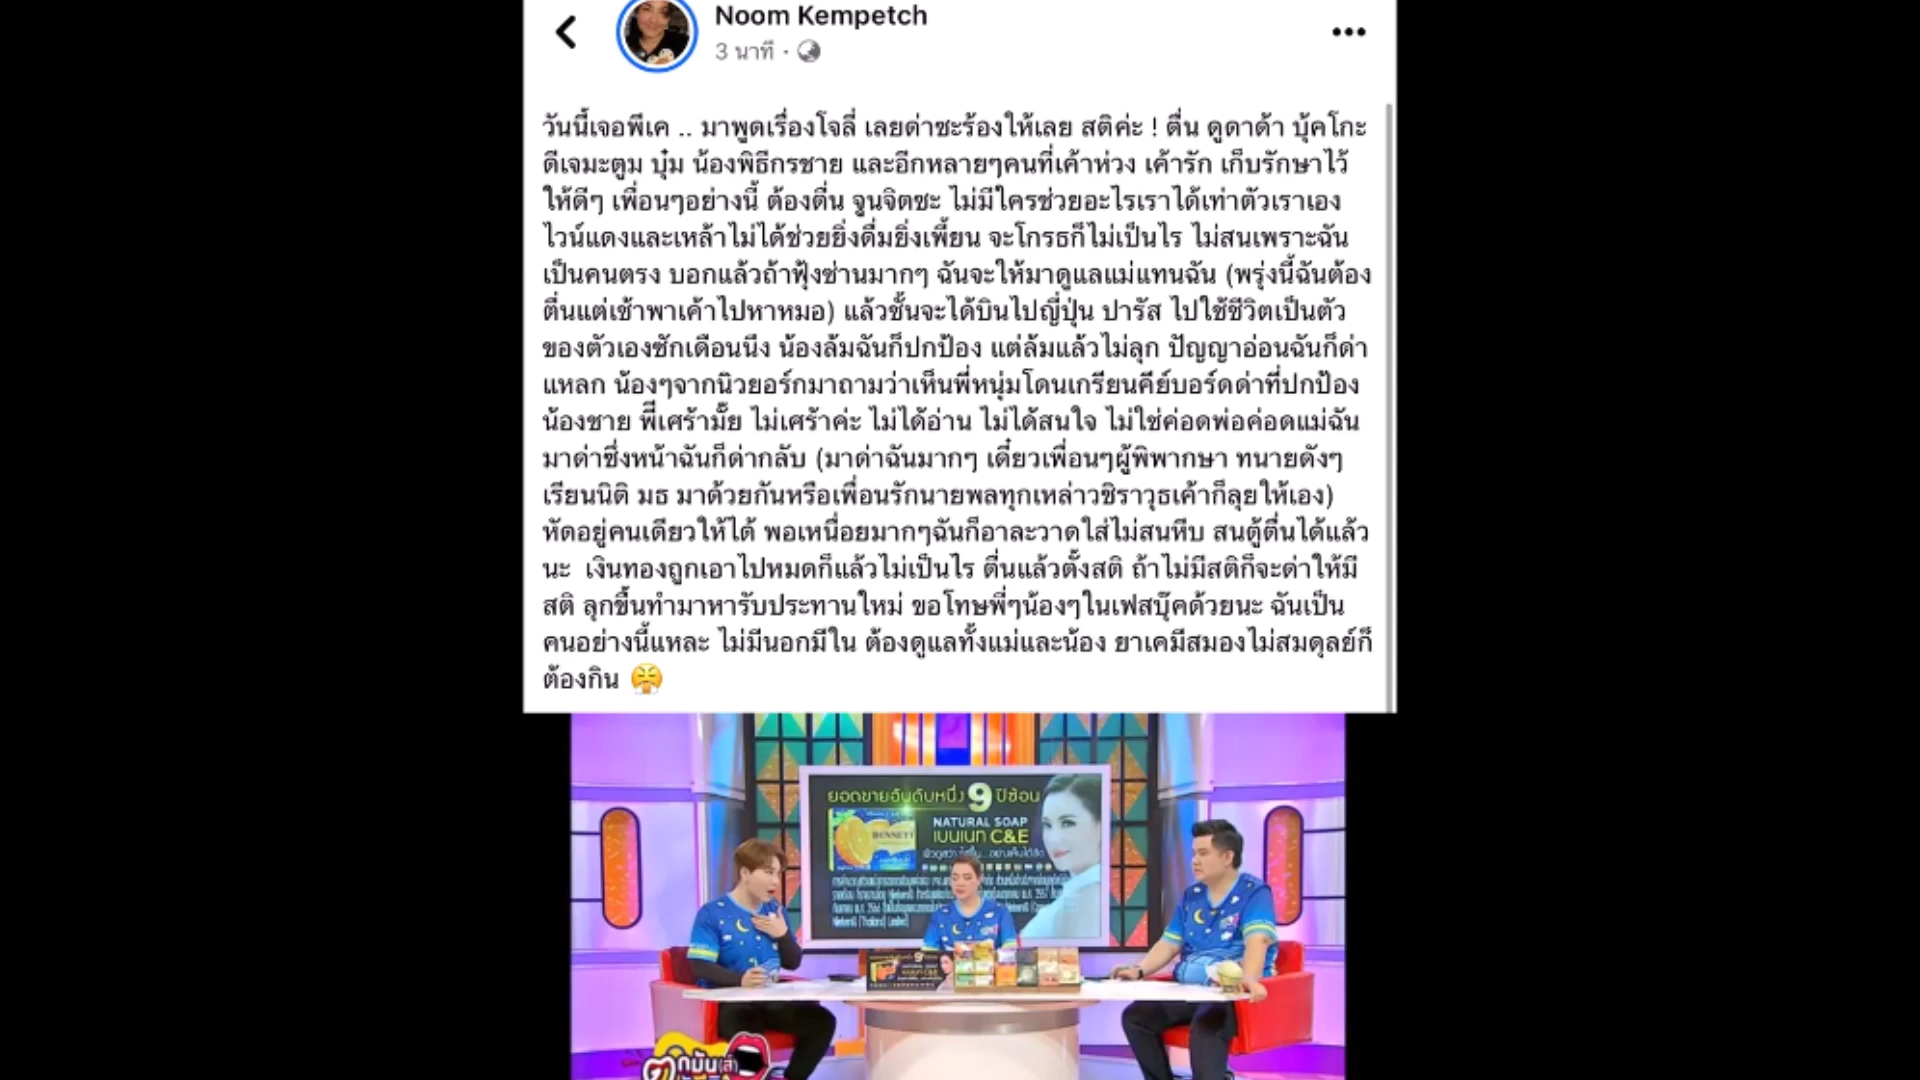 Noom Kempetch
3 นาที ·
วันนี้เจอพีเค .. มาพูดเรื่องโจลี่ เลยด่าซะร้องให้เลย สติค่ะ ! ตื่น ดูดาต้า บุ้คโกะ
ดีเจมะตูม บุ๋ม น้องพิธีกรชาย และอีกหลายๆคนที่เค้าห่วง เค้ารัก เก็บรักษาไว้
ให้ดีๆ เพื่อนๆอย่างนี้ ต้องตื่น จูนจิตซะ ไม่มีใครช่วยอะไรเราได้เท่าตัวเราเอง
ไวน์แดงและเหล้าไม่ได้ช่วยยิ่งดื่มยิ่งเพี้ยน จะโกรธก็ไม่เป็นไร ไม่สนเพราะฉัน
เป็นคนตรง บอกแล้วถ้าฟุ้งซ่านมากๆ ฉันจะให้มาดูแลแม่แทนฉัน (พรุ่งนี้ฉันต้อง
ตื่นแต่เช้าพาเค้าไปหาหมอ) แล้วชั้นจะได้บินไปญี่ปุ่น ปารัส ไปใช้ชีวิตเป็นตัว
ของตัวเองซักเดือนนึง น้องล้มฉันก็ปกป้อง แต่ล้มแล้วไม่ลุก ปัญญาอ่อนฉันก็ด่า
แหลก น้องๆจากนิวยอร์กมาถามว่าเห็นพี่หนุ่มโดนเกรียนคีย์บอร์ดด่าที่ปกป้อง
น้องชาย พี่เศร้ามั้ย ไม่เศร้าค่ะ ไม่ได้อ่าน ไม่ได้สนใจ ไม่ใช่ค่อดพ่อค่อดแม่ฉัน
มาด่าซึ่งหน้าฉันก็ด่ากลับ (มาด่าฉันมากๆ เดี๋ยวเพื่อนๆผู้พิพากษา ทนายดังๆ
เรียนนิติ มธ มาด้วยกันหรือเพื่อนรักนายพลทุกเหล่าวชิราวุธเค้าก็ลุยให้เอง)
หัดอยู่คนเดียวให้ได้ พอเหนื่อยมากๆฉันก็อาละวาดใส่ไม่สนหีบ สนตู้ตื่นได้แล้ว
นะ เงินทองถูกเอาไปหมดก็แล้วไม่เป็นไร ตื่นแล้วตั้งสติ ถ้าไม่มีสติก็จะด่าให้มี
สติ ลุกขึ้นทำมาหารับประทานใหม่ ขอโทษพี่ๆน้องๆในเฟสบุ๊คด้วยนะ ฉันเป็น
คนอย่างนี้แหละ ไม่มีนอกมีใน ต้องดูแลทั้งแม่และน้อง ยาเคมีสมองไม่สมดุลย์ก็
ต้องกิน 😤
ยอดขายอันดับหนึ่ง 9 ปีซ้อน
BENNETT
NATURAL SOAP
เบนเนท C&E